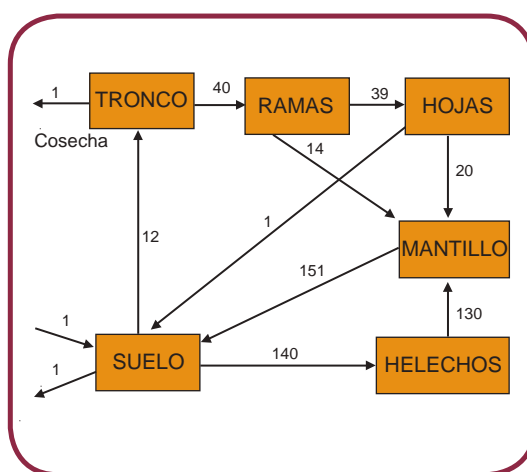 1
TRONCO
40
RAMAS
39
HOJAS
Cosecha
14
20
12
1
MANTILLO
151
1
130
SUELO
140
HELECHOS
1